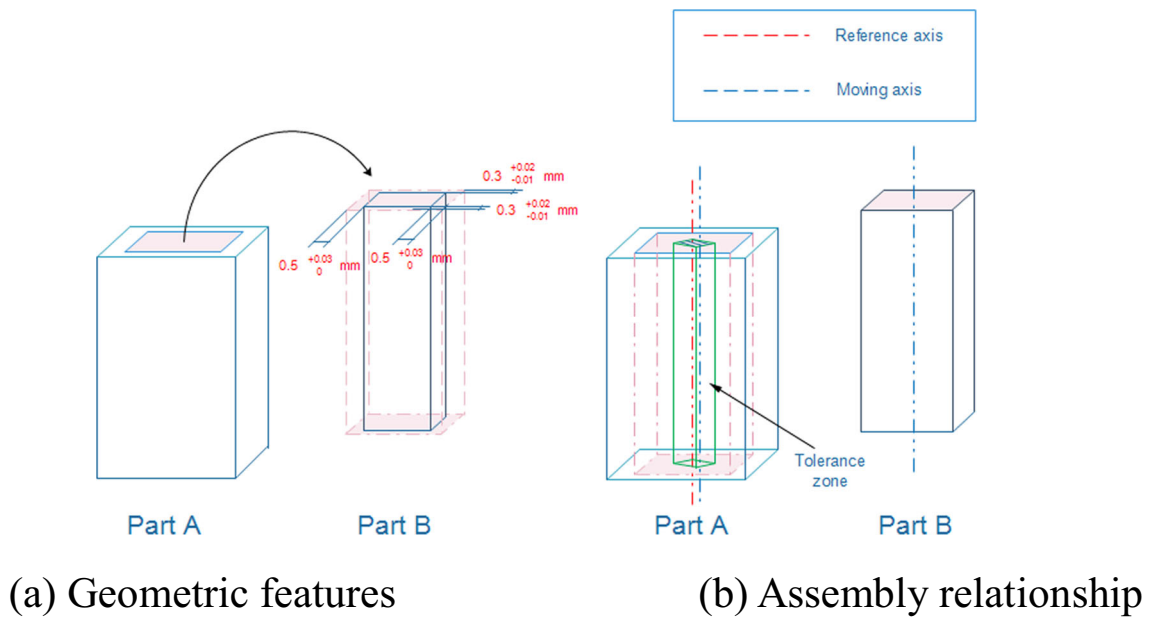 Reference axis
Moving axis
0.3 +0.02 -0.01 mm
0.3 +0.02 -0.01 mm
0.5 +0.03 0 mm
0.5 +0.03 0 mm
Tolerance
zone
Part A
Part B
Part A
Part B
(a) Geometric features
(b) Assembly relationship